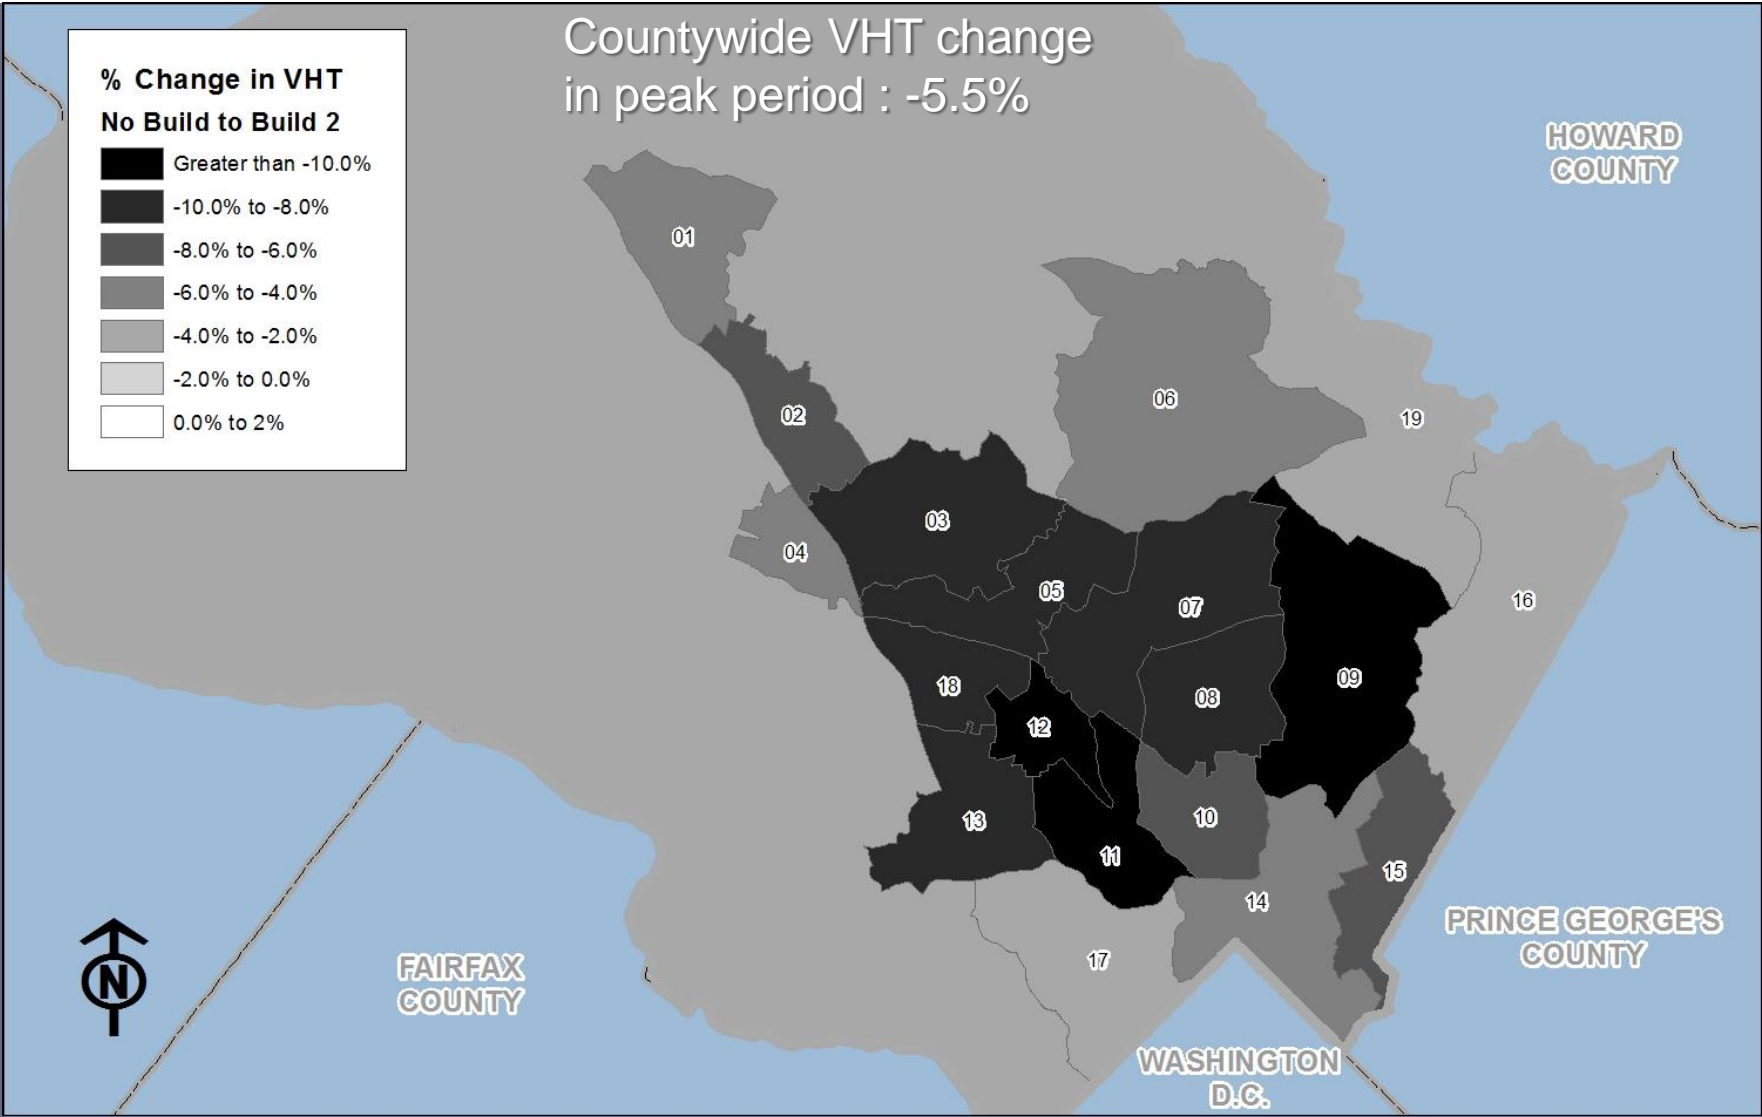 Countywide VHT change
in peak period : -5.5%
% Change in VHT
No Build to Build 2
Greater than -10.0%
-10.0% to -8.0%
-8.0% to -6.0%
-6.0% to -4.0%
-4.0% to -2.0%
-2.0% to 0.0%
0.0% to 2%
HOWARD
COUNTY
01
02
06
19
03
04
05
07
16
18
09
08
12
13
10
11
15
14
17
PRINCE GEORGE'S
COUNTY
FAIRFAX
COUNTY
N
WASHINGTON
D.C.